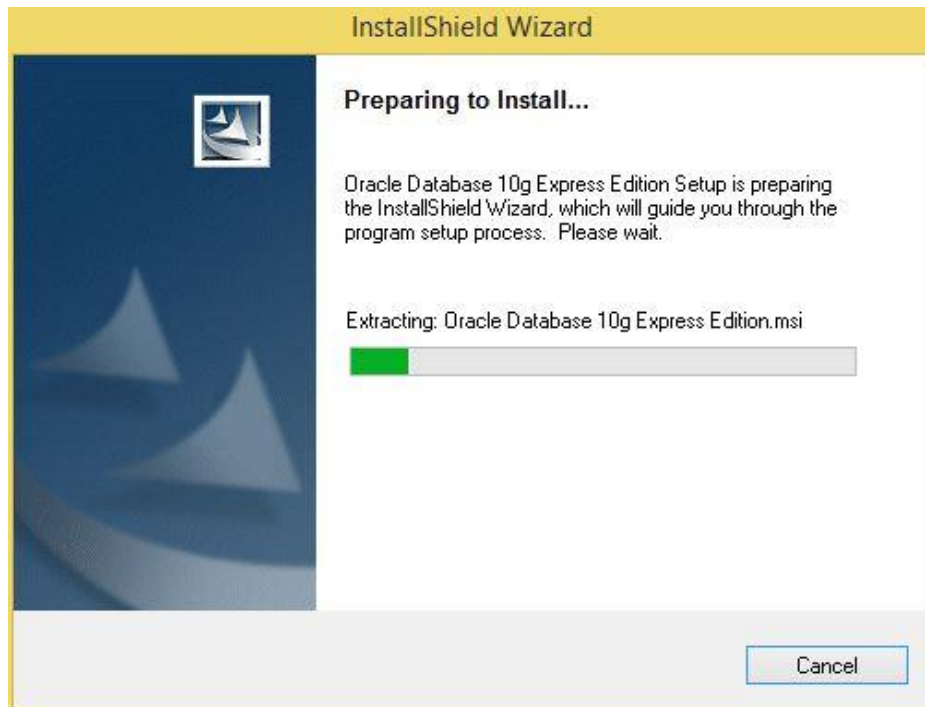 InstallShield Wizard
Preparing to Install...
Oracle Database 10g Express Edition Setup is preparing
the InstallShield Wizard, which will guide you through the
program setup process.  Please wait.
Extracting: Oracle Database 10g Express Edition.msi
Cancel